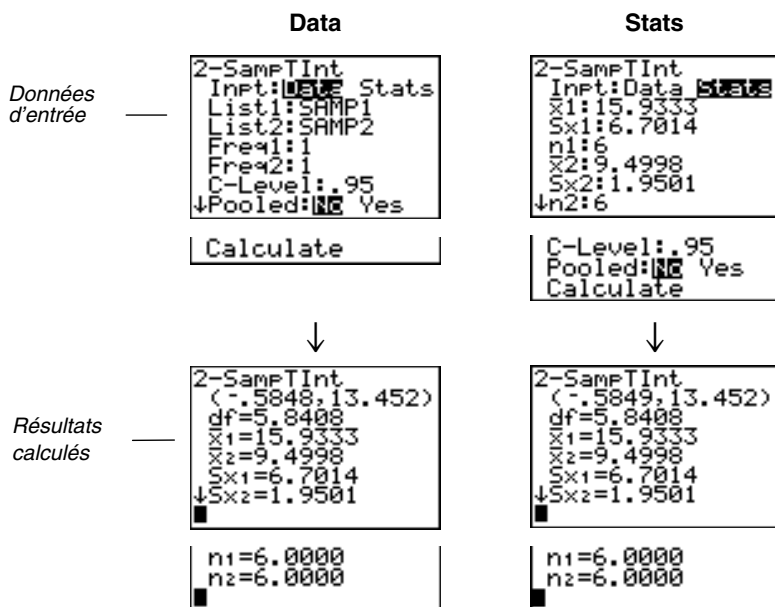 Data
Stats
Données
d'entrée
2-SampTInt
Inpt:Data Stats
List1:SAMP1
List2:SAMP2
Freq1:1
Freq2:1
C-Level:.95
↓Pooled:No Yes
Calculate
2-SampTInt
Inpt:Data Stats
x̄1:15.9333
Sx1:6.7014
n1:6
x̄2:9.4998
Sx2:1.9501
↓n2:6
C-Level:.95
Pooled:No Yes
Calculate
↓
↓
Résultats
calculés
2-SampTInt
(-.5848,13.452)
df=5.8408
x̄1=15.9333
x̄2=9.4998
Sx1=6.7014
↓Sx2=1.9501
n1=6.0000
n2=6.0000
2-SampTInt
(-.5849,13.452)
df=5.8408
x̄1=15.9333
x̄2=9.4998
Sx1=6.7014
↓Sx2=1.9501
n1=6.0000
n2=6.0000